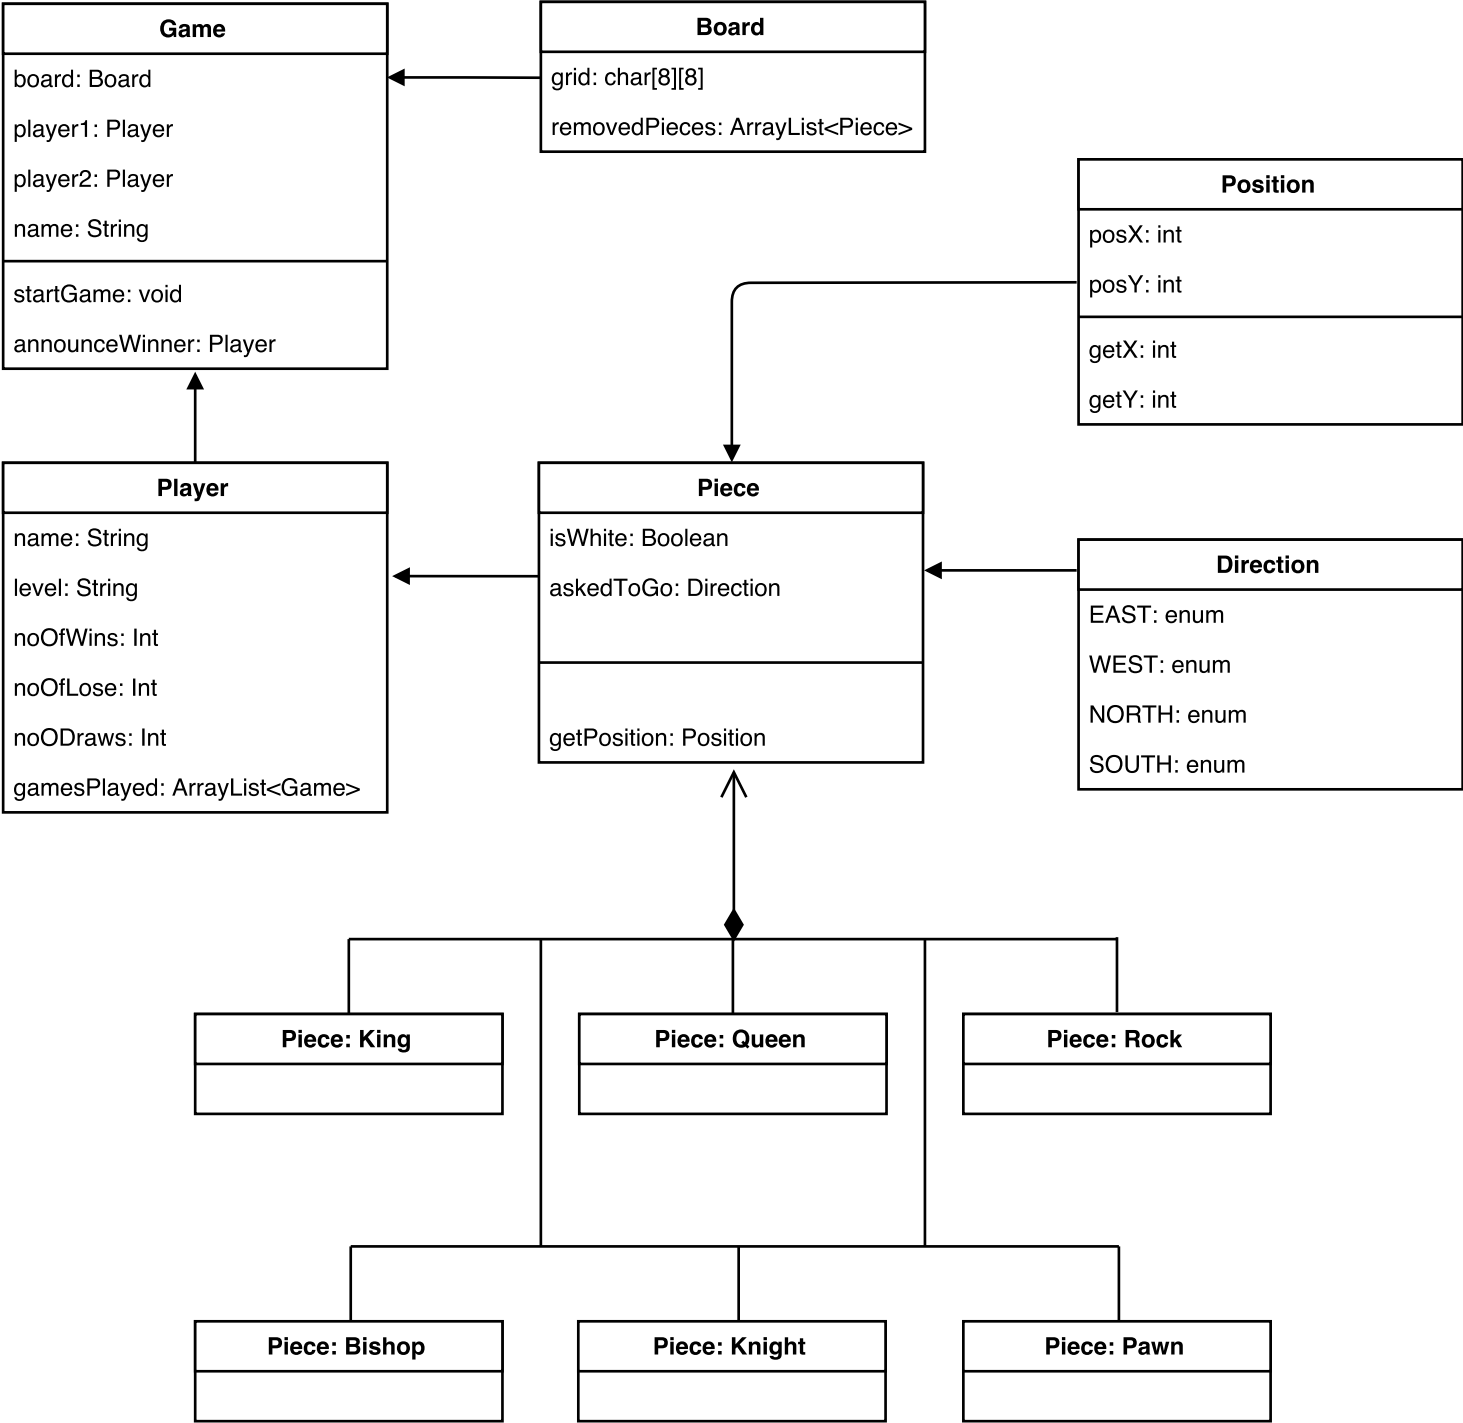 Game
board: Board
player1: Player
player2: Player
name: String
startGame: void
announceWinner: Player
Board
grid: char[8][8]
removedPieces: ArrayList<Piece>
Position
posX: int
posY: int
getX: int
getY: int
Player
name: String
level: String
noOfWins: Int
noOfLose: Int
noODraws: Int
gamesPlayed: ArrayList<Game>
Piece
isWhite: Boolean
askedToGo: Direction
getPosition: Position
Direction
EAST: enum
WEST: enum
NORTH: enum
SOUTH: enum
Piece: King
Piece: Queen
Piece: Rock
Piece: Bishop
Piece: Knight
Piece: Pawn